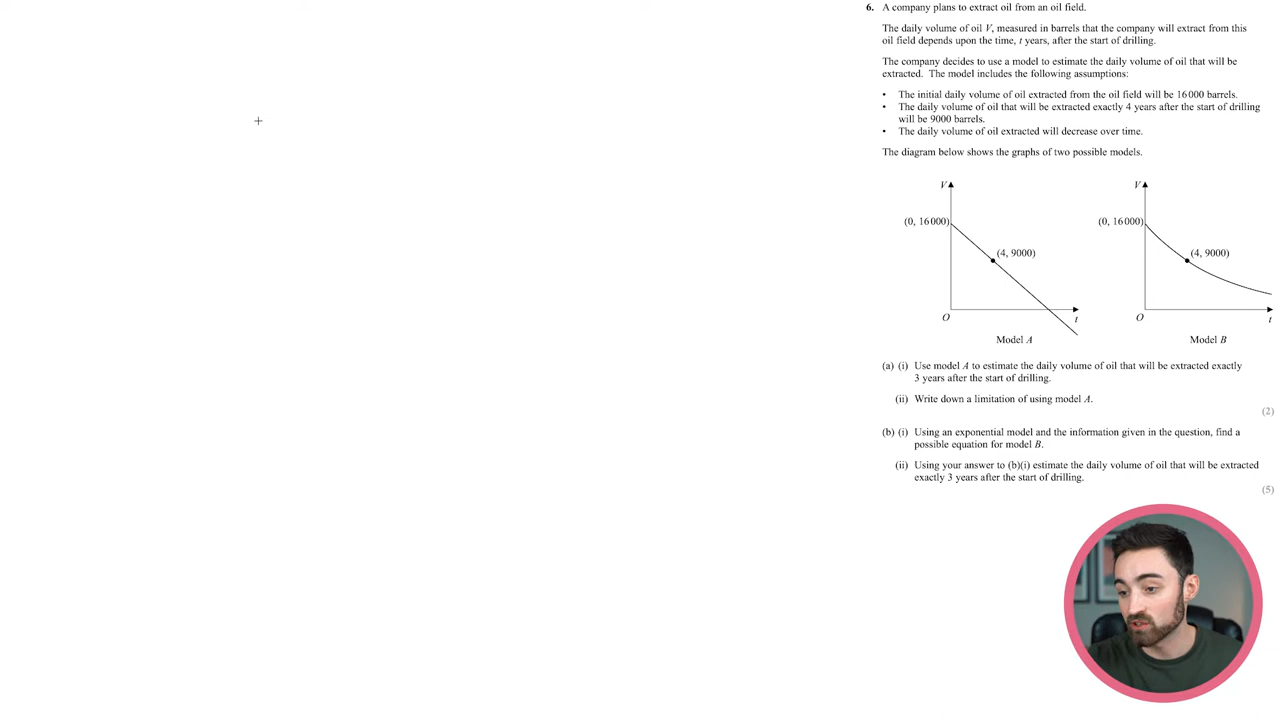 6. A company plans to extract oil from an oil field.
The daily volume of oil V, measured in barrels that the company will extract from this
oil field depends upon the time, t years, after the start of drilling.
The company decides to use a model to estimate the daily volume of oil that will be
extracted. The model includes the following assumptions:
• The initial daily volume of oil extracted from the oil field will be 16 000 barrels.
• The daily volume of oil that will be extracted exactly 4 years after the start of drilling
will be 9000 barrels.
• The daily volume of oil extracted will decrease over time.
The diagram below shows the graphs of two possible models.
V
(0, 16 000)
(4, 9000)
O
t
Model A
V
(0, 16 000)
(4, 9000)
O
t
Model B
(a) (i) Use model A to estimate the daily volume of oil that will be extracted exactly
3 years after the start of drilling.
(ii) Write down a limitation of using model A.
(2)
(b) (i) Using an exponential model and the information given in the question, find a
possible equation for model B.
(ii) Using your answer to (b)(i) estimate the daily volume of oil that will be extracted
exactly 3 years after the start of drilling.
(5)